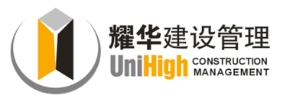 耀华建设管理
UniHigh CONSTRUCTION
MANAGEMENT